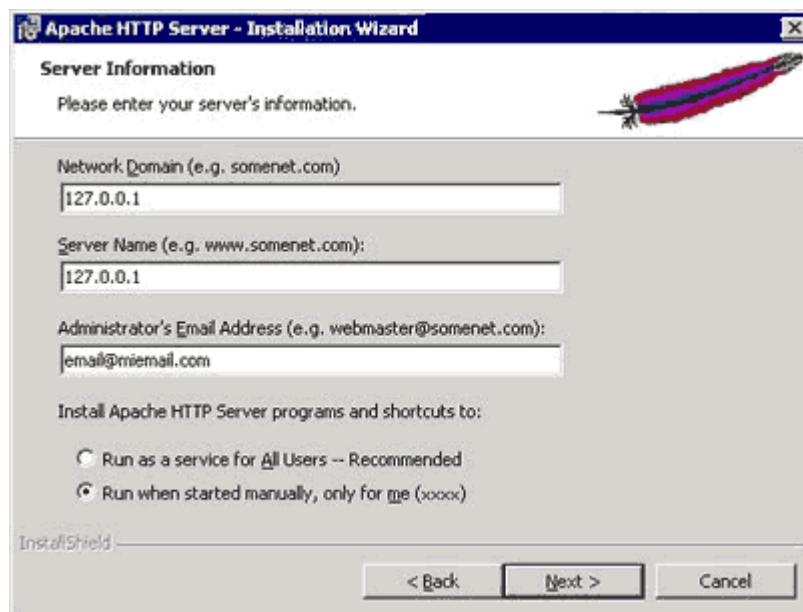 Apache HTTP Server - Installation Wizard
Server Information
Please enter your server's information.
Network Domain (e.g. somenet.com)
127.0.0.1
Server Name (e.g. www.somenet.com):
127.0.0.1
Administrator's Email Address (e.g. webmaster@somenet.com):
email@miemail.com
Install Apache HTTP Server programs and shortcuts to:
Run as a service for All Users -- Recommended
Run when started manually, only for me (xxxx)
InstallShield
< Back Next > Cancel